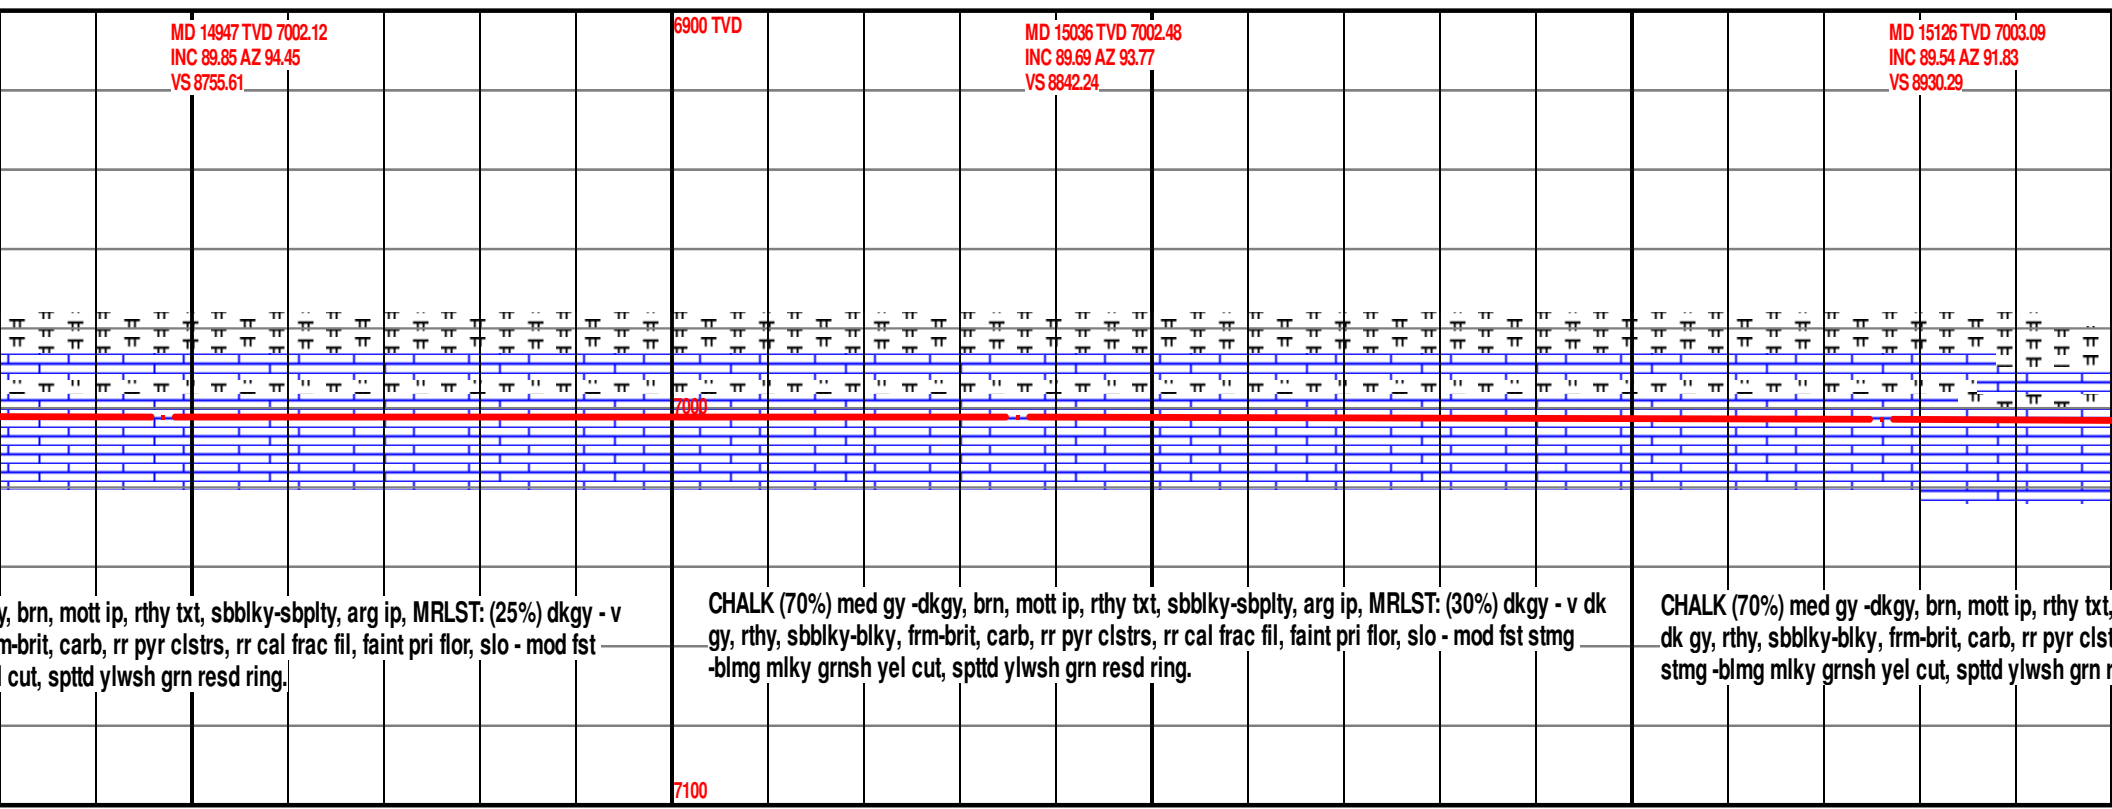 MD 14947 TVD 7002.12
INC 89.85 AZ 94.45
VS 8755.61
6900 TVD
MD 15036 TVD 7002.48
INC 89.69 AZ 93.77
VS 8842.24
MD 15126 TVD 7003.09
INC 89.54 AZ 91.83
VS 8930.29
7000
y, brn, mott ip, rthy txt, sbblky-sbplty, arg ip, MRLST: (25%) dkgy - v
m-brit, carb, rr pyr clstrs, rr cal frac fil, faint pri flor, slo - mod fst
cut, spttd ylwsh grn resd ring.
CHALK (70%) med gy -dkgy, brn, mott ip, rthy txt, sbblky-sbplty, arg ip, MRLST: (30%) dkgy - v dk
gy, rthy, sbblky-blky, frm-brit, carb, rr pyr clstrs, rr cal frac fil, faint pri flor, slo - mod fst stmg
-blmg mlky grnsh yel cut, spttd ylwsh grn resd ring.
CHALK (70%) med gy -dkgy, brn, mott ip, rthy txt,
dk gy, rthy, sbblky-blky, frm-brit, carb, rr pyr clst
stmg -blmg mlky grnsh yel cut, spttd ylwsh grn
7100